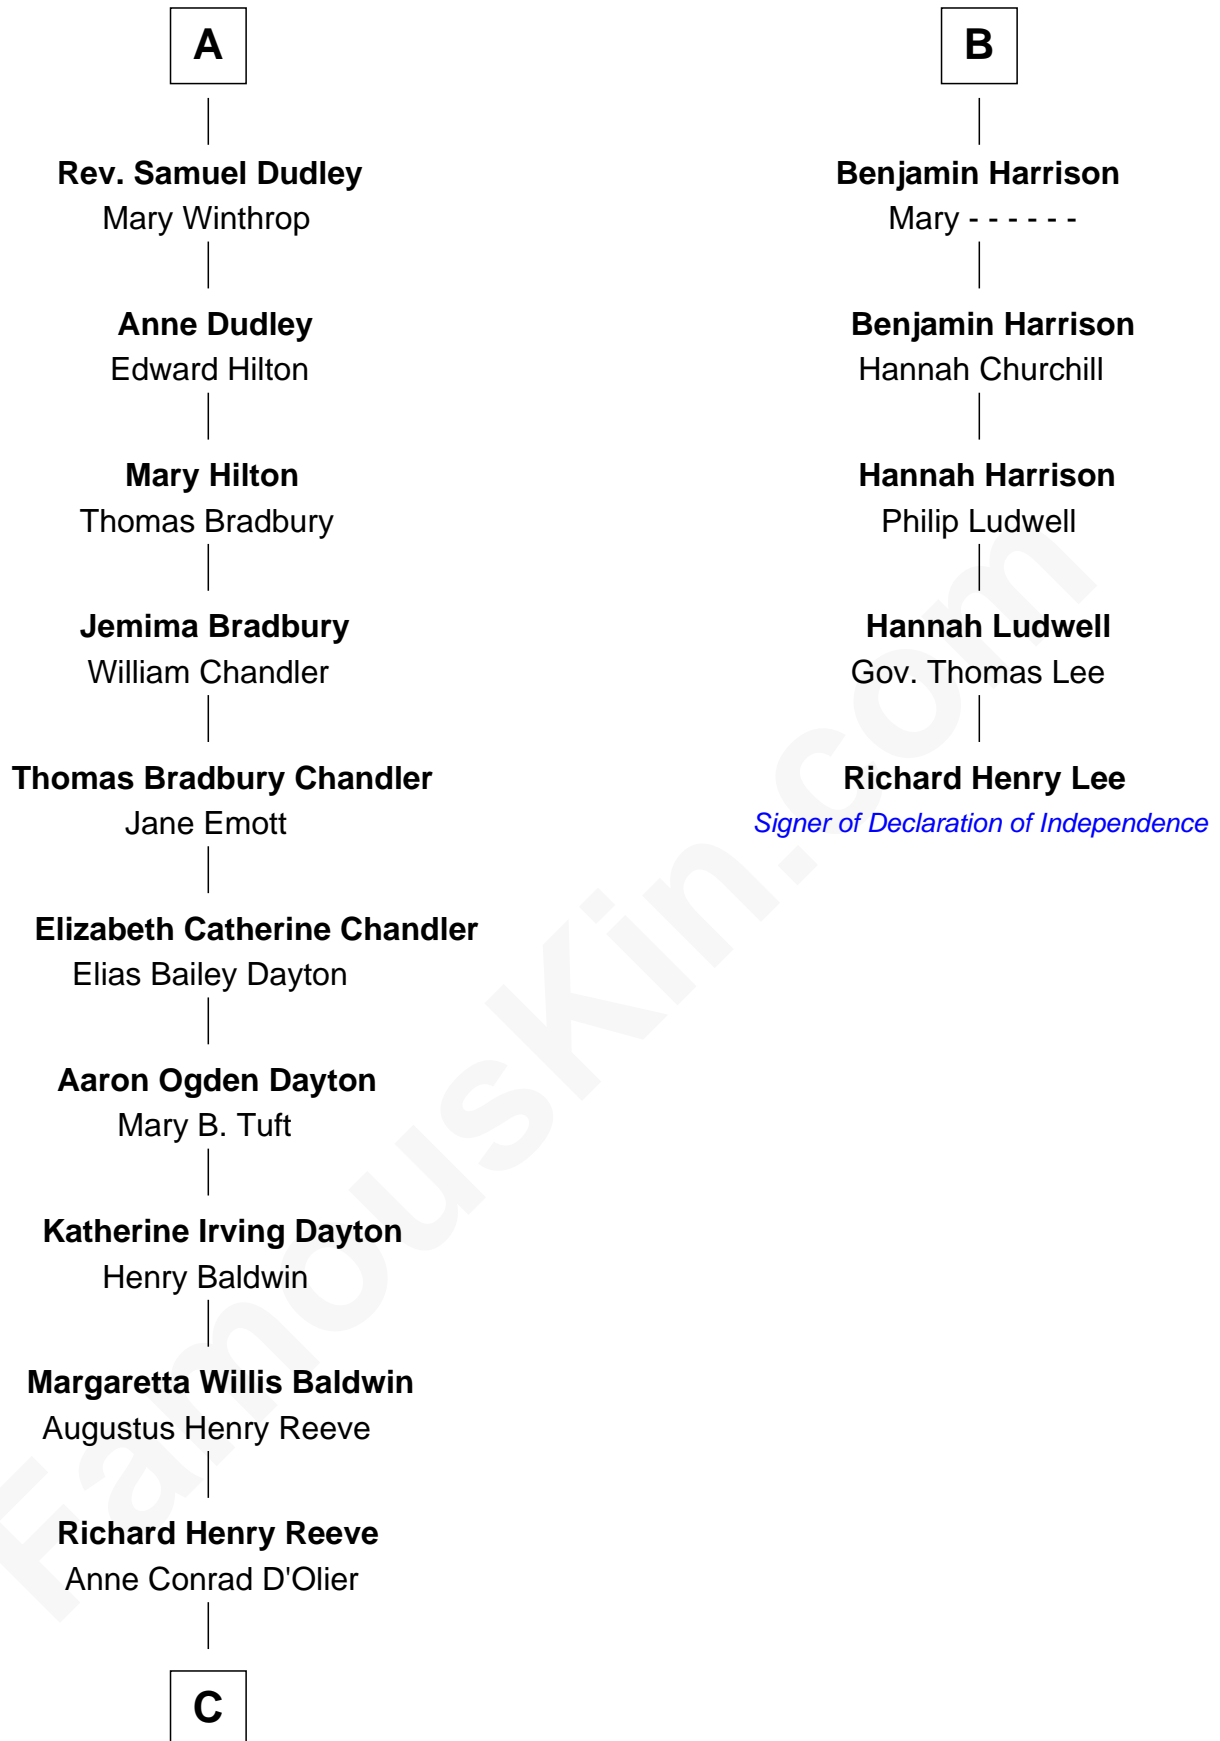 A
Rev. Samuel Dudley
Mary Winthrop
Anne Dudley
Edward Hilton
Mary Hilton
Thomas Bradbury
Jemima Bradbury
William Chandler
Thomas Bradbury Chandler
Jane Emott
Elizabeth Catherine Chandler
Elias Bailey Dayton
Aaron Ogden Dayton
Mary B. Tuft
Katherine Irving Dayton
Henry Baldwin
Margaretta Willis Baldwin
Augustus Henry Reeve
Richard Henry Reeve
Anne Conrad D'Olier
C
B
Benjamin Harrison
Mary - - - - - -
Benjamin Harrison
Hannah Churchill
Hannah Harrison
Philip Ludwell
Hannah Ludwell
Gov. Thomas Lee
Richard Henry Lee
Signer of Declaration of Independence
FamousKin.com